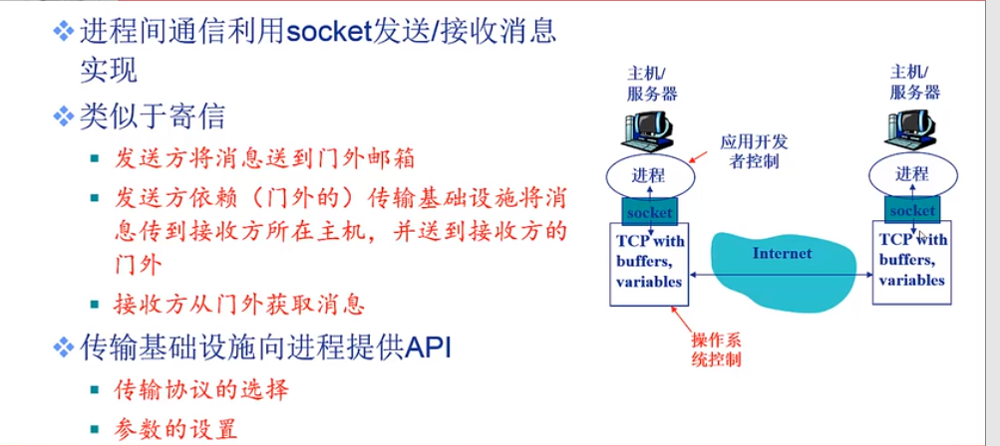 进程间通信利用socket发送/接收消息
实现
类似于寄信
发送方将消息送到门外邮箱
发送方依赖（门外的）传输基础设施将消
息传到接收方所在主机，并送到接收方的
门外
接收方从门外获取消息
传输基础设施向进程提供API
传输协议的选择
参数的设置
主机/
服务器
应用开发
者控制
进程
socket
TCP with
buffers,
variables
Internet
操作系
统控制
主机/
服务器
进程
socket
TCP with
buffers,
variables